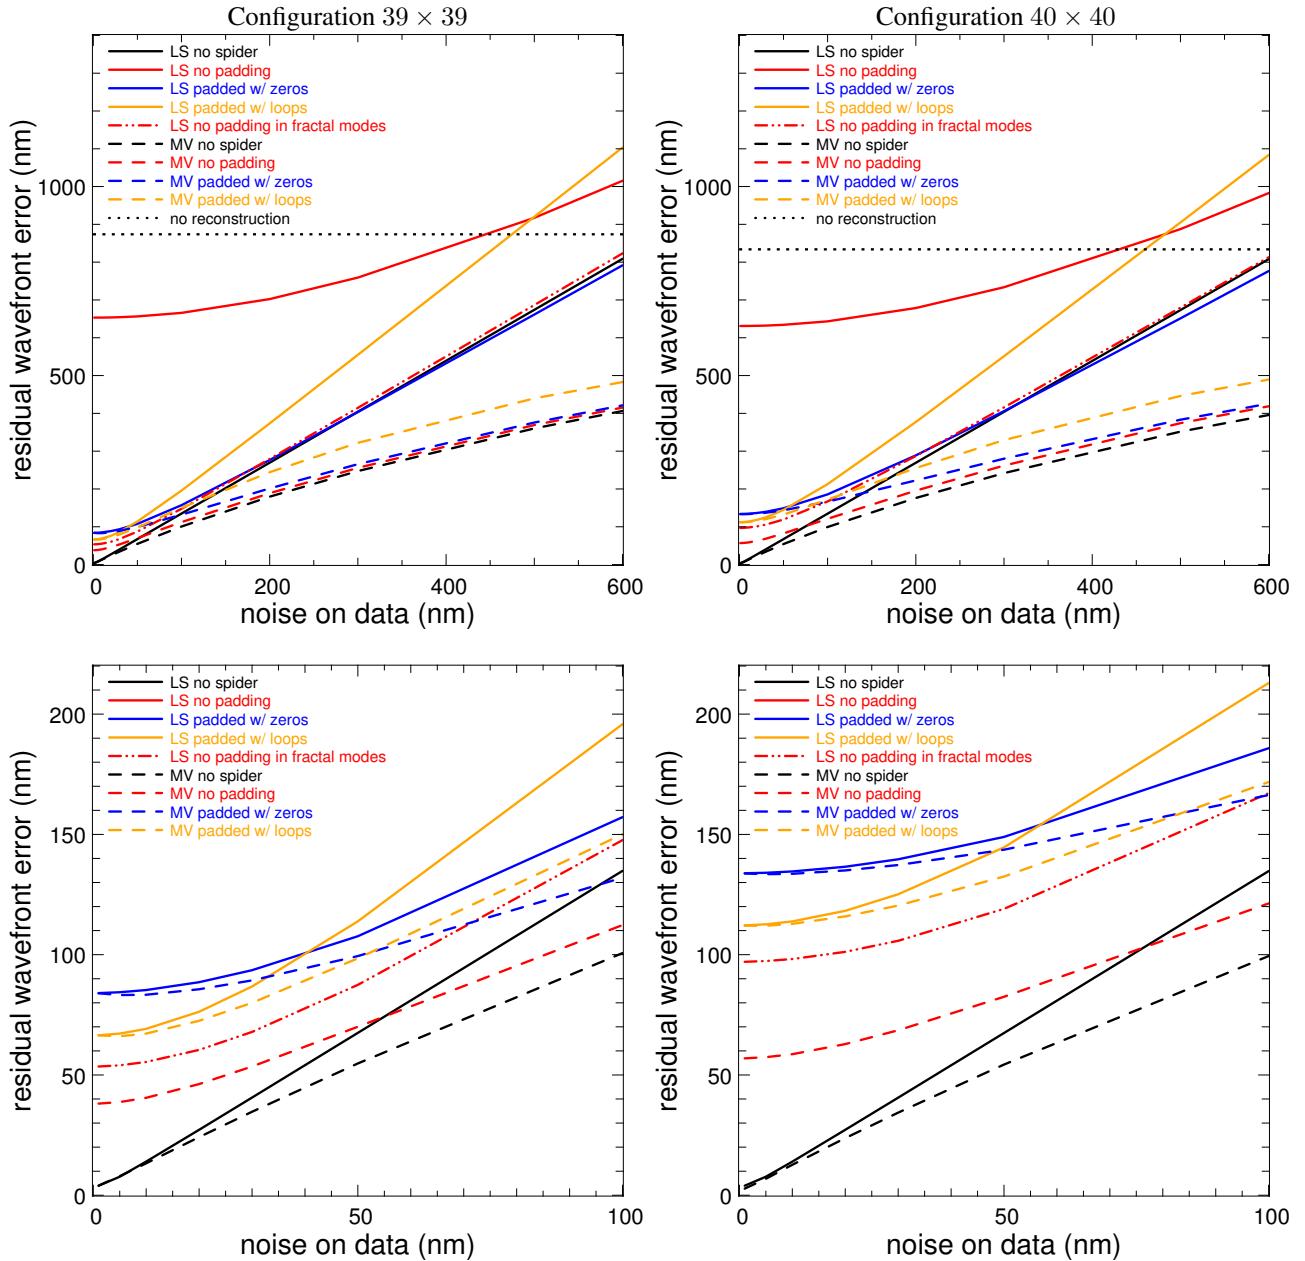 Configuration 39 × 39
LS no spider
LS no padding
LS padded w/ zeros
LS padded w/ loops
LS no padding in fractal modes
MV no spider
MV no padding
MV padded w/ zeros
MV padded w/ loops
no reconstruction
residual wavefront error (nm)
1000
500
0
0 200 400 600
noise on data (nm)
Configuration 40 × 40
LS no spider
LS no padding
LS padded w/ zeros
LS padded w/ loops
LS no padding in fractal modes
MV no spider
MV no padding
MV padded w/ zeros
MV padded w/ loops
no reconstruction
residual wavefront error (nm)
1000
500
0
0 200 400 600
noise on data (nm)
LS no spider
LS no padding
LS padded w/ zeros
LS padded w/ loops
LS no padding in fractal modes
MV no spider
MV no padding
MV padded w/ zeros
MV padded w/ loops
residual wavefront error (nm)
200
150
100
50
0
0 50 100
noise on data (nm)
LS no spider
LS no padding
LS padded w/ zeros
LS padded w/ loops
LS no padding in fractal modes
MV no spider
MV no padding
MV padded w/ zeros
MV padded w/ loops
residual wavefront error (nm)
200
150
100
50
0
0 50 100
noise on data (nm)